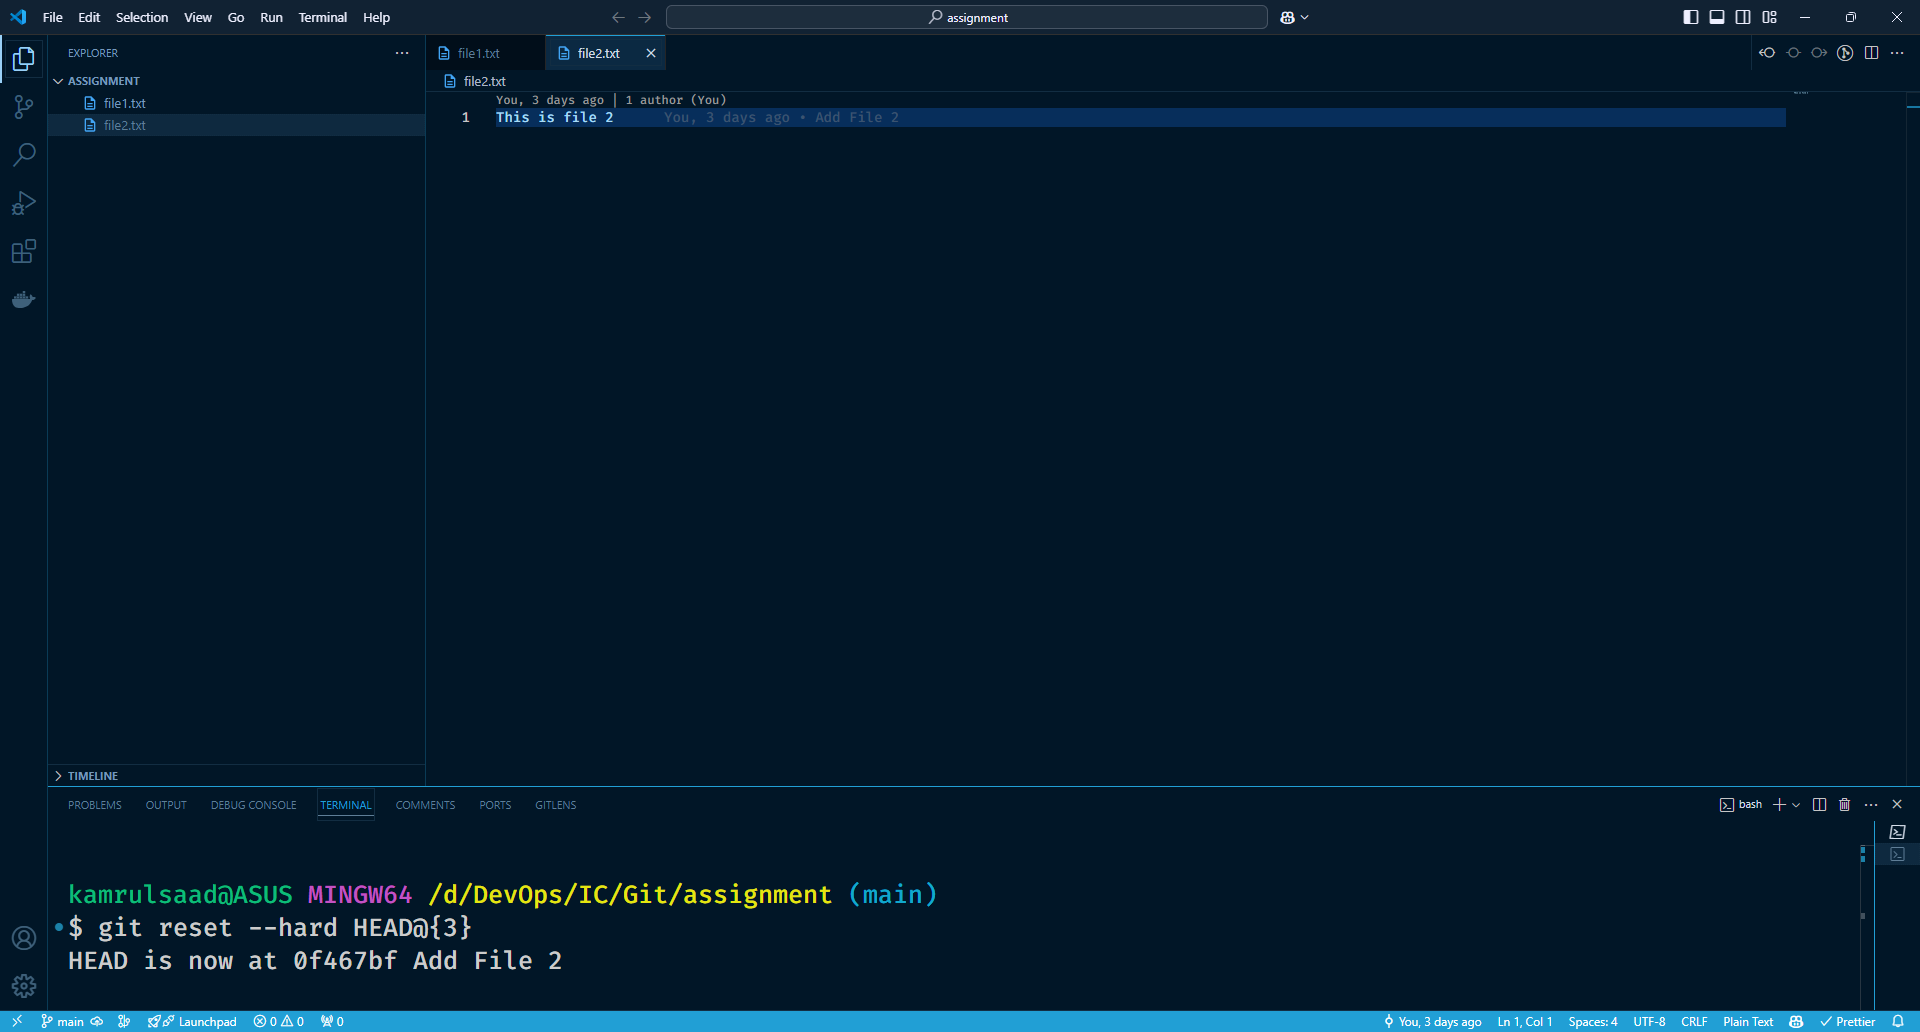 File Edit Selection View Go Run Terminal Help
assignment
EXPLORER
ASSIGNMENT
file1.txt
file2.txt
TIMELINE
file1.txt
file2.txt
file2.txt
You, 3 days ago | 1 author (You)
1 This is file 2 You, 3 days ago • Add File 2
PROBLEMS OUTPUT DEBUG CONSOLE TERMINAL COMMENTS PORTS GITLENS
bash
kamrulsaad@ASUS MINGW64 /d/DevOps/IC/Git/assignment (main)
$ git reset --hard HEAD@{3}
HEAD is now at 0f467bf Add File 2
main Launchpad 0 0 0 You, 3 days ago Ln 1, Col 1 Spaces: 4 UTF-8 CRLF Plain Text Prettier